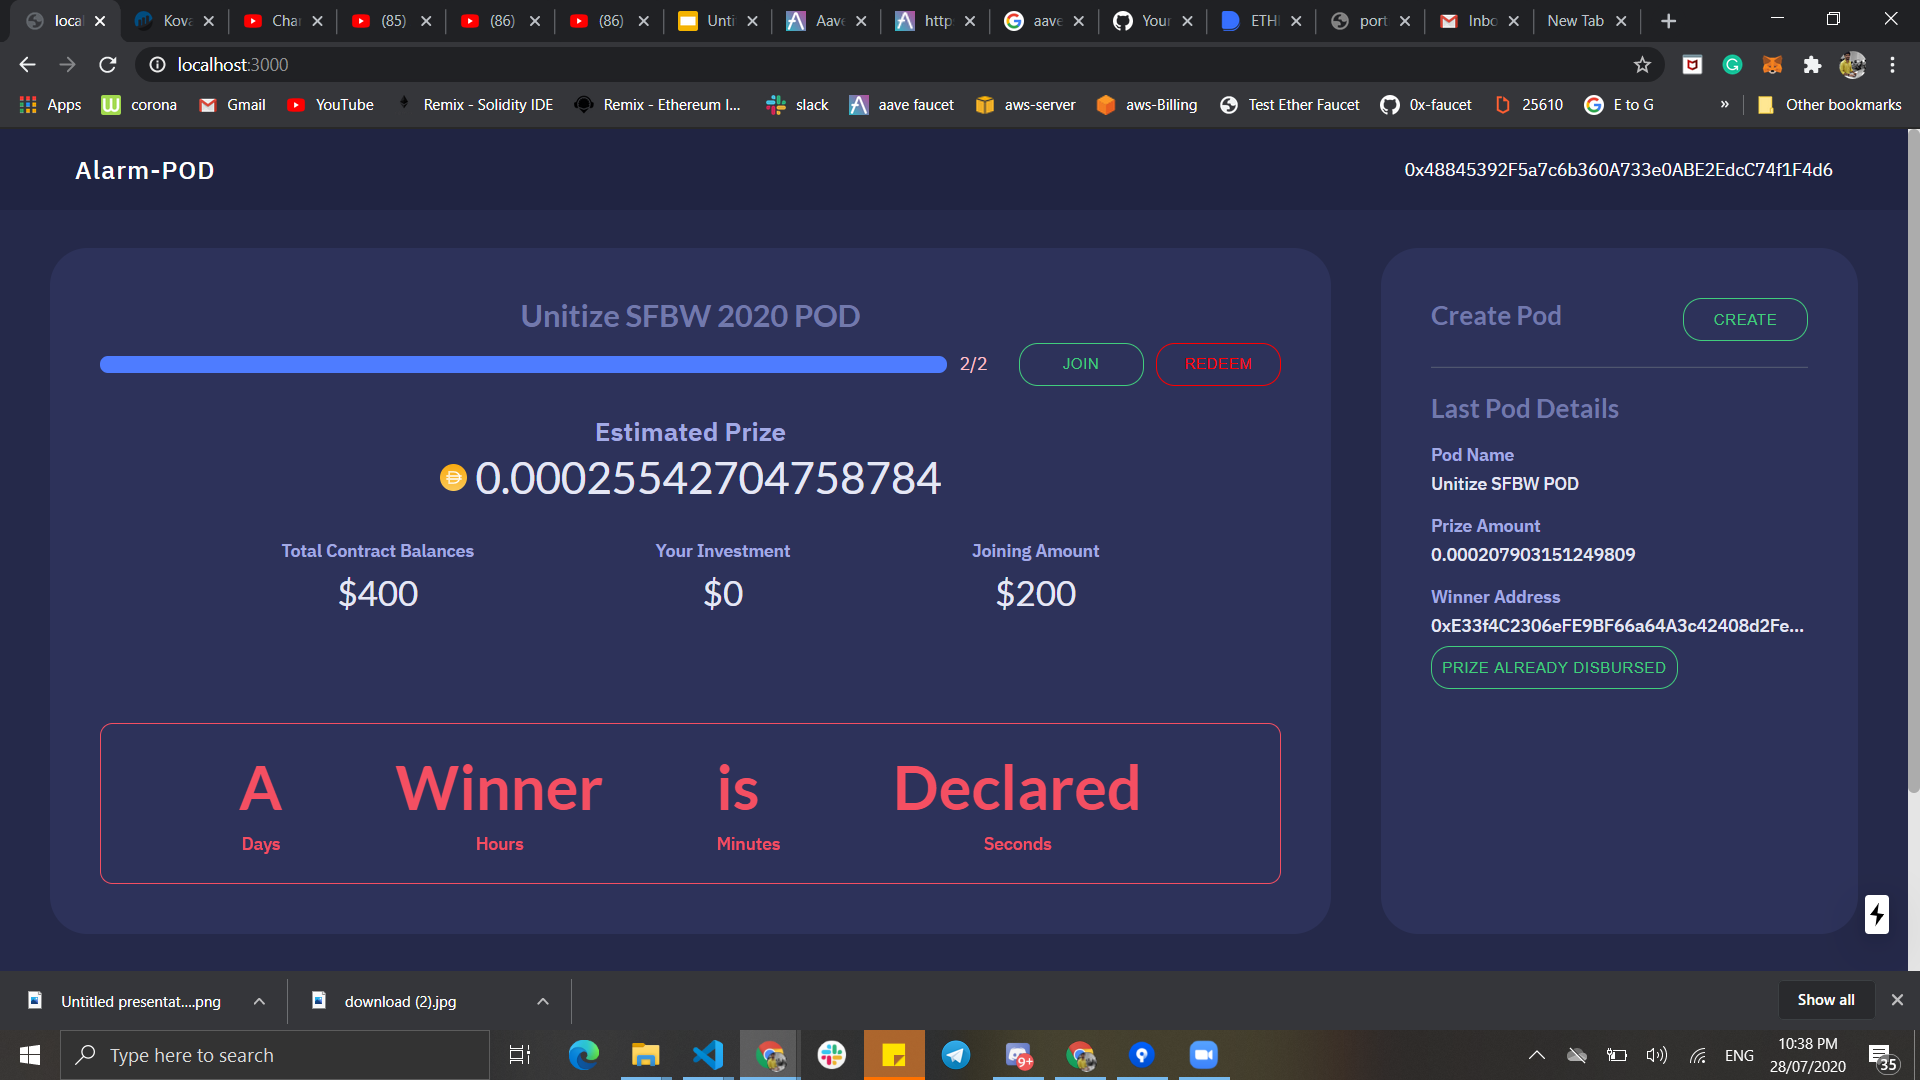 loca
Kova
Char
(85)
(86)
(86)
Unti
Aave
http
aave
Your
ETHI
port
Inbo
New Tab
localhost:3000
Apps
corona
Gmail
YouTube
Remix - Solidity IDE
Remix - Ethereum I...
slack
aave faucet
aws-server
aws-Billing
Test Ether Faucet
0x-faucet
25610
E to G
»
Other bookmarks
Alarm-POD
0x48845392F5a7c6b360A733e0ABE2EdcC74f1F4d6
Unitize SFBW 2020 POD
2/2
JOIN
REDEEM
Estimated Prize
0.00025542704758784
Total Contract Balances
Your Investment
Joining Amount
$400
$0
$200
A Winner is Declared
Days Hours Minutes Seconds
Create Pod
CREATE
Last Pod Details
Pod Name
Unitize SFBW POD
Prize Amount
0.000207903151249809
Winner Address
0xE33f4C2306eFE9BF66a64A3c42408d2Fe...
PRIZE ALREADY DISBURSED
Untitled presentat....png
download (2).jpg
Show all
Type here to search
9+
ENG
10:38 PM
28/07/2020
35